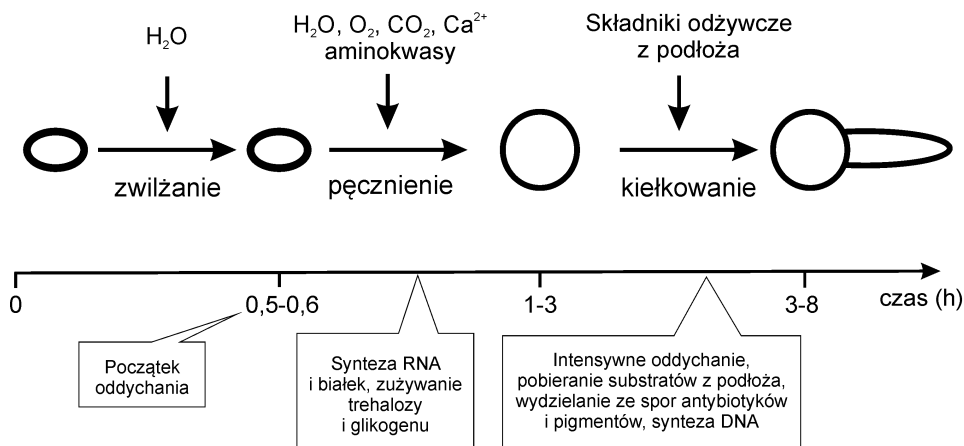 H₂O
H₂O, O₂, CO₂, Ca²⁺
aminokwasy
Składniki odżywcze
z podłoża
zwilżanie
pęcznienie
kiełkowanie
0
0,5-0,6
1-3
3-8
czas (h)
Początek
oddychania
Synteza RNA
i białek, zużywanie
trehalozy
i glikogenu
Intensywne oddychanie,
pobieranie substratów z podłoża,
wydzielanie ze spor antybiotyków
i pigmentów, synteza DNA